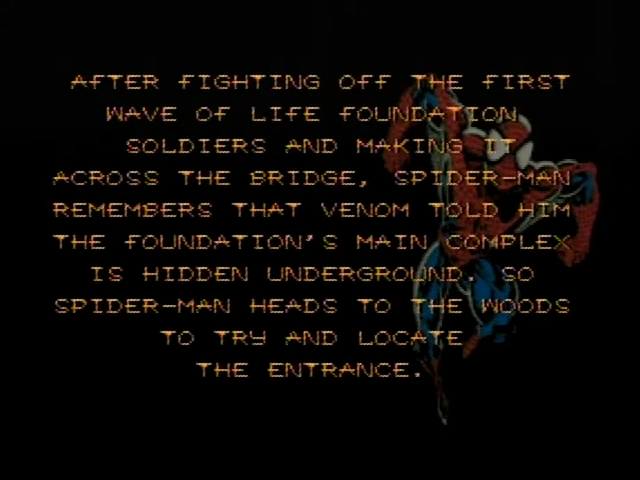 AFTER FIGHTING OFF THE FIRST
WAVE OF LIFE FOUNDATION
SOLDIERS AND MAKING IT
ACROSS THE BRIDGE, SPIDER-MAN
REMEMBERS THAT VENOM TOLD HIM
THE FOUNDATION'S MAIN COMPLEX
IS HIDDEN UNDERGROUND. SO
SPIDER-MAN HEADS TO THE WOODS
TO TRY AND LOCATE
THE ENTRANCE.